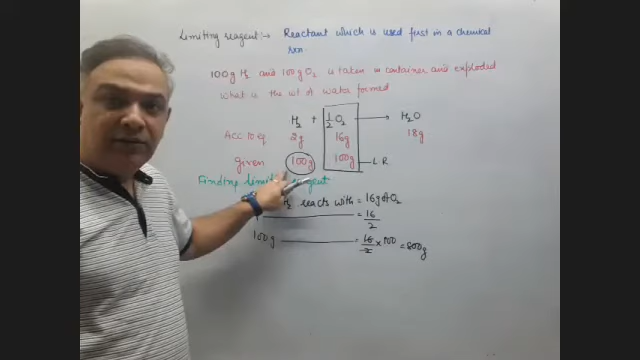 Limiting reagent:→ Reactant which is used first in a chemical
rxn.
100g H₂ and 100g O₂ is taken in container and exploded
what is the wt of water formed
H₂ + 1/2 O₂ → H₂O
Acc to eq 2g 16g 18g
Given 100g 100g L.R.
Finding limiting reagent
H₂ reacts with = 16g of O₂
= 16/2
100g = 16/2 × 100 = 800g